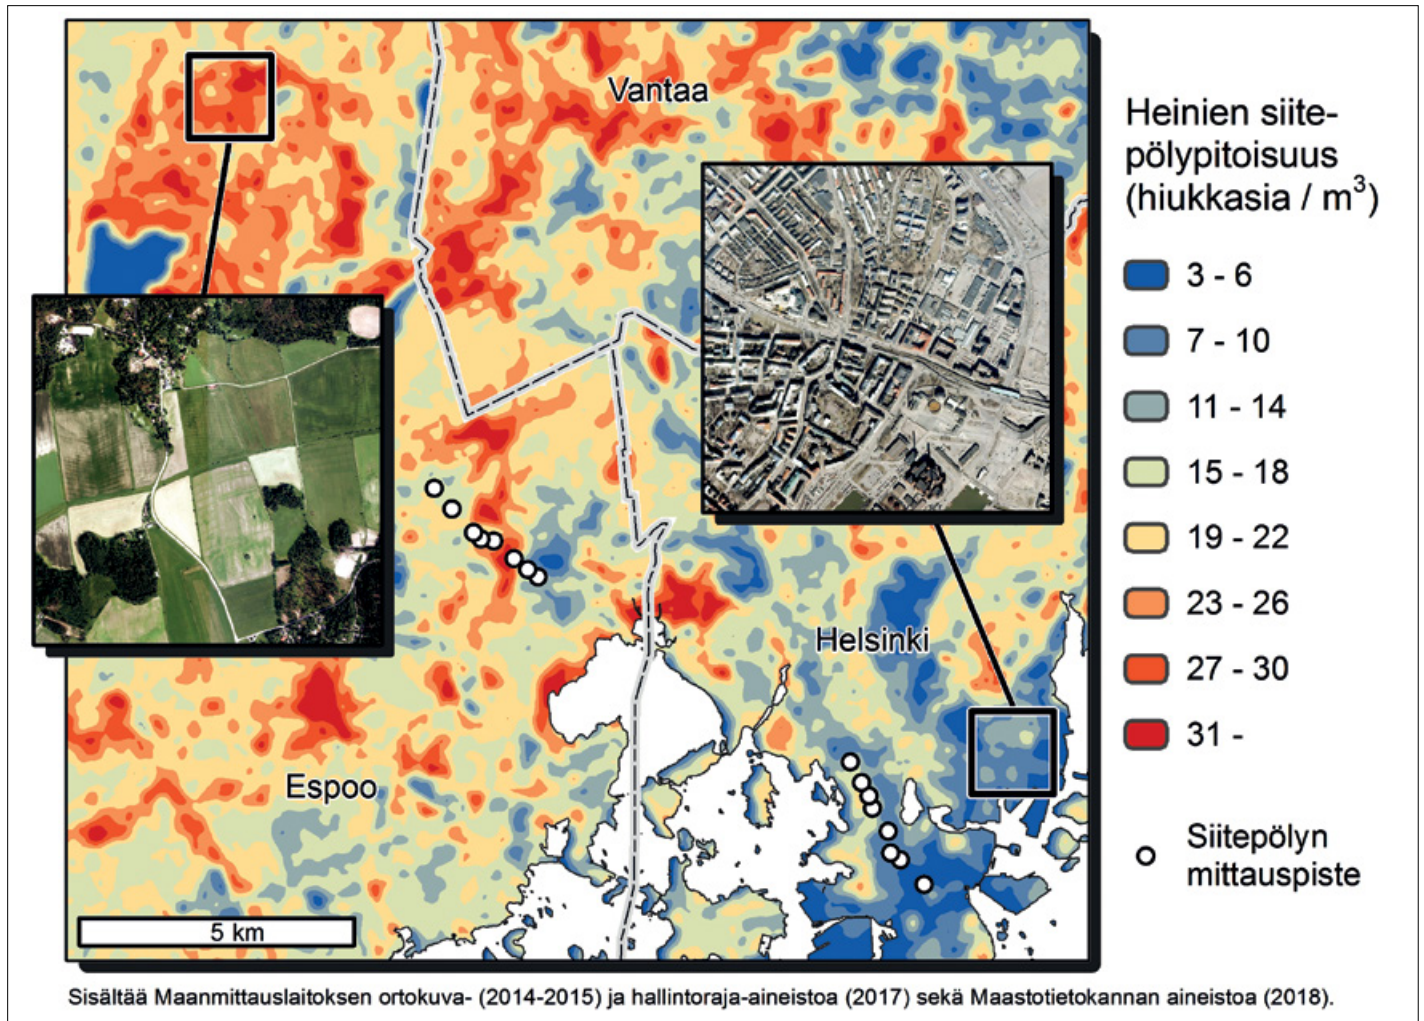 Vantaa
Helsinki
Espoo
5 km
Heinien siite-
pölypitoisuus
(hiukkasia / m³)
3 - 6
7 - 10
11 - 14
15 - 18
19 - 22
23 - 26
27 - 30
31 -
Siitepölyn
mittauspiste
Sisältää Maanmittauslaitoksen ortokuva- (2014-2015) ja hallintoraja-aineistoa (2017) sekä Maastotietokannan aineistoa (2018).